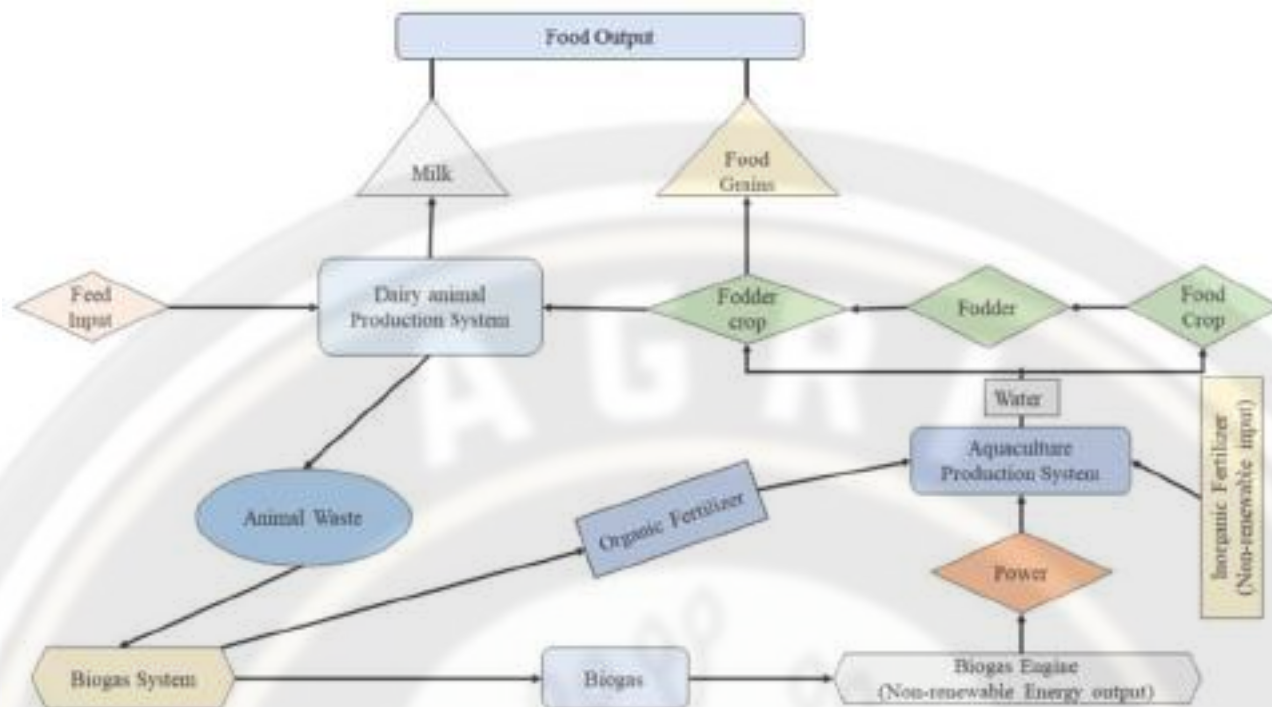 Food Output
Milk
Food
Grains
Feed
Input
Dairy animal
Production System
Fodder
crop
Fodder
Food
Crop
Water
Aquaculture
Production System
Inorganic Fertilizer
(Non-renewable input)
Animal Waste
Organic Fertilizer
Power
Biogas System
Biogas
Biogas Engine
(Non-renewable Energy output)
AGR